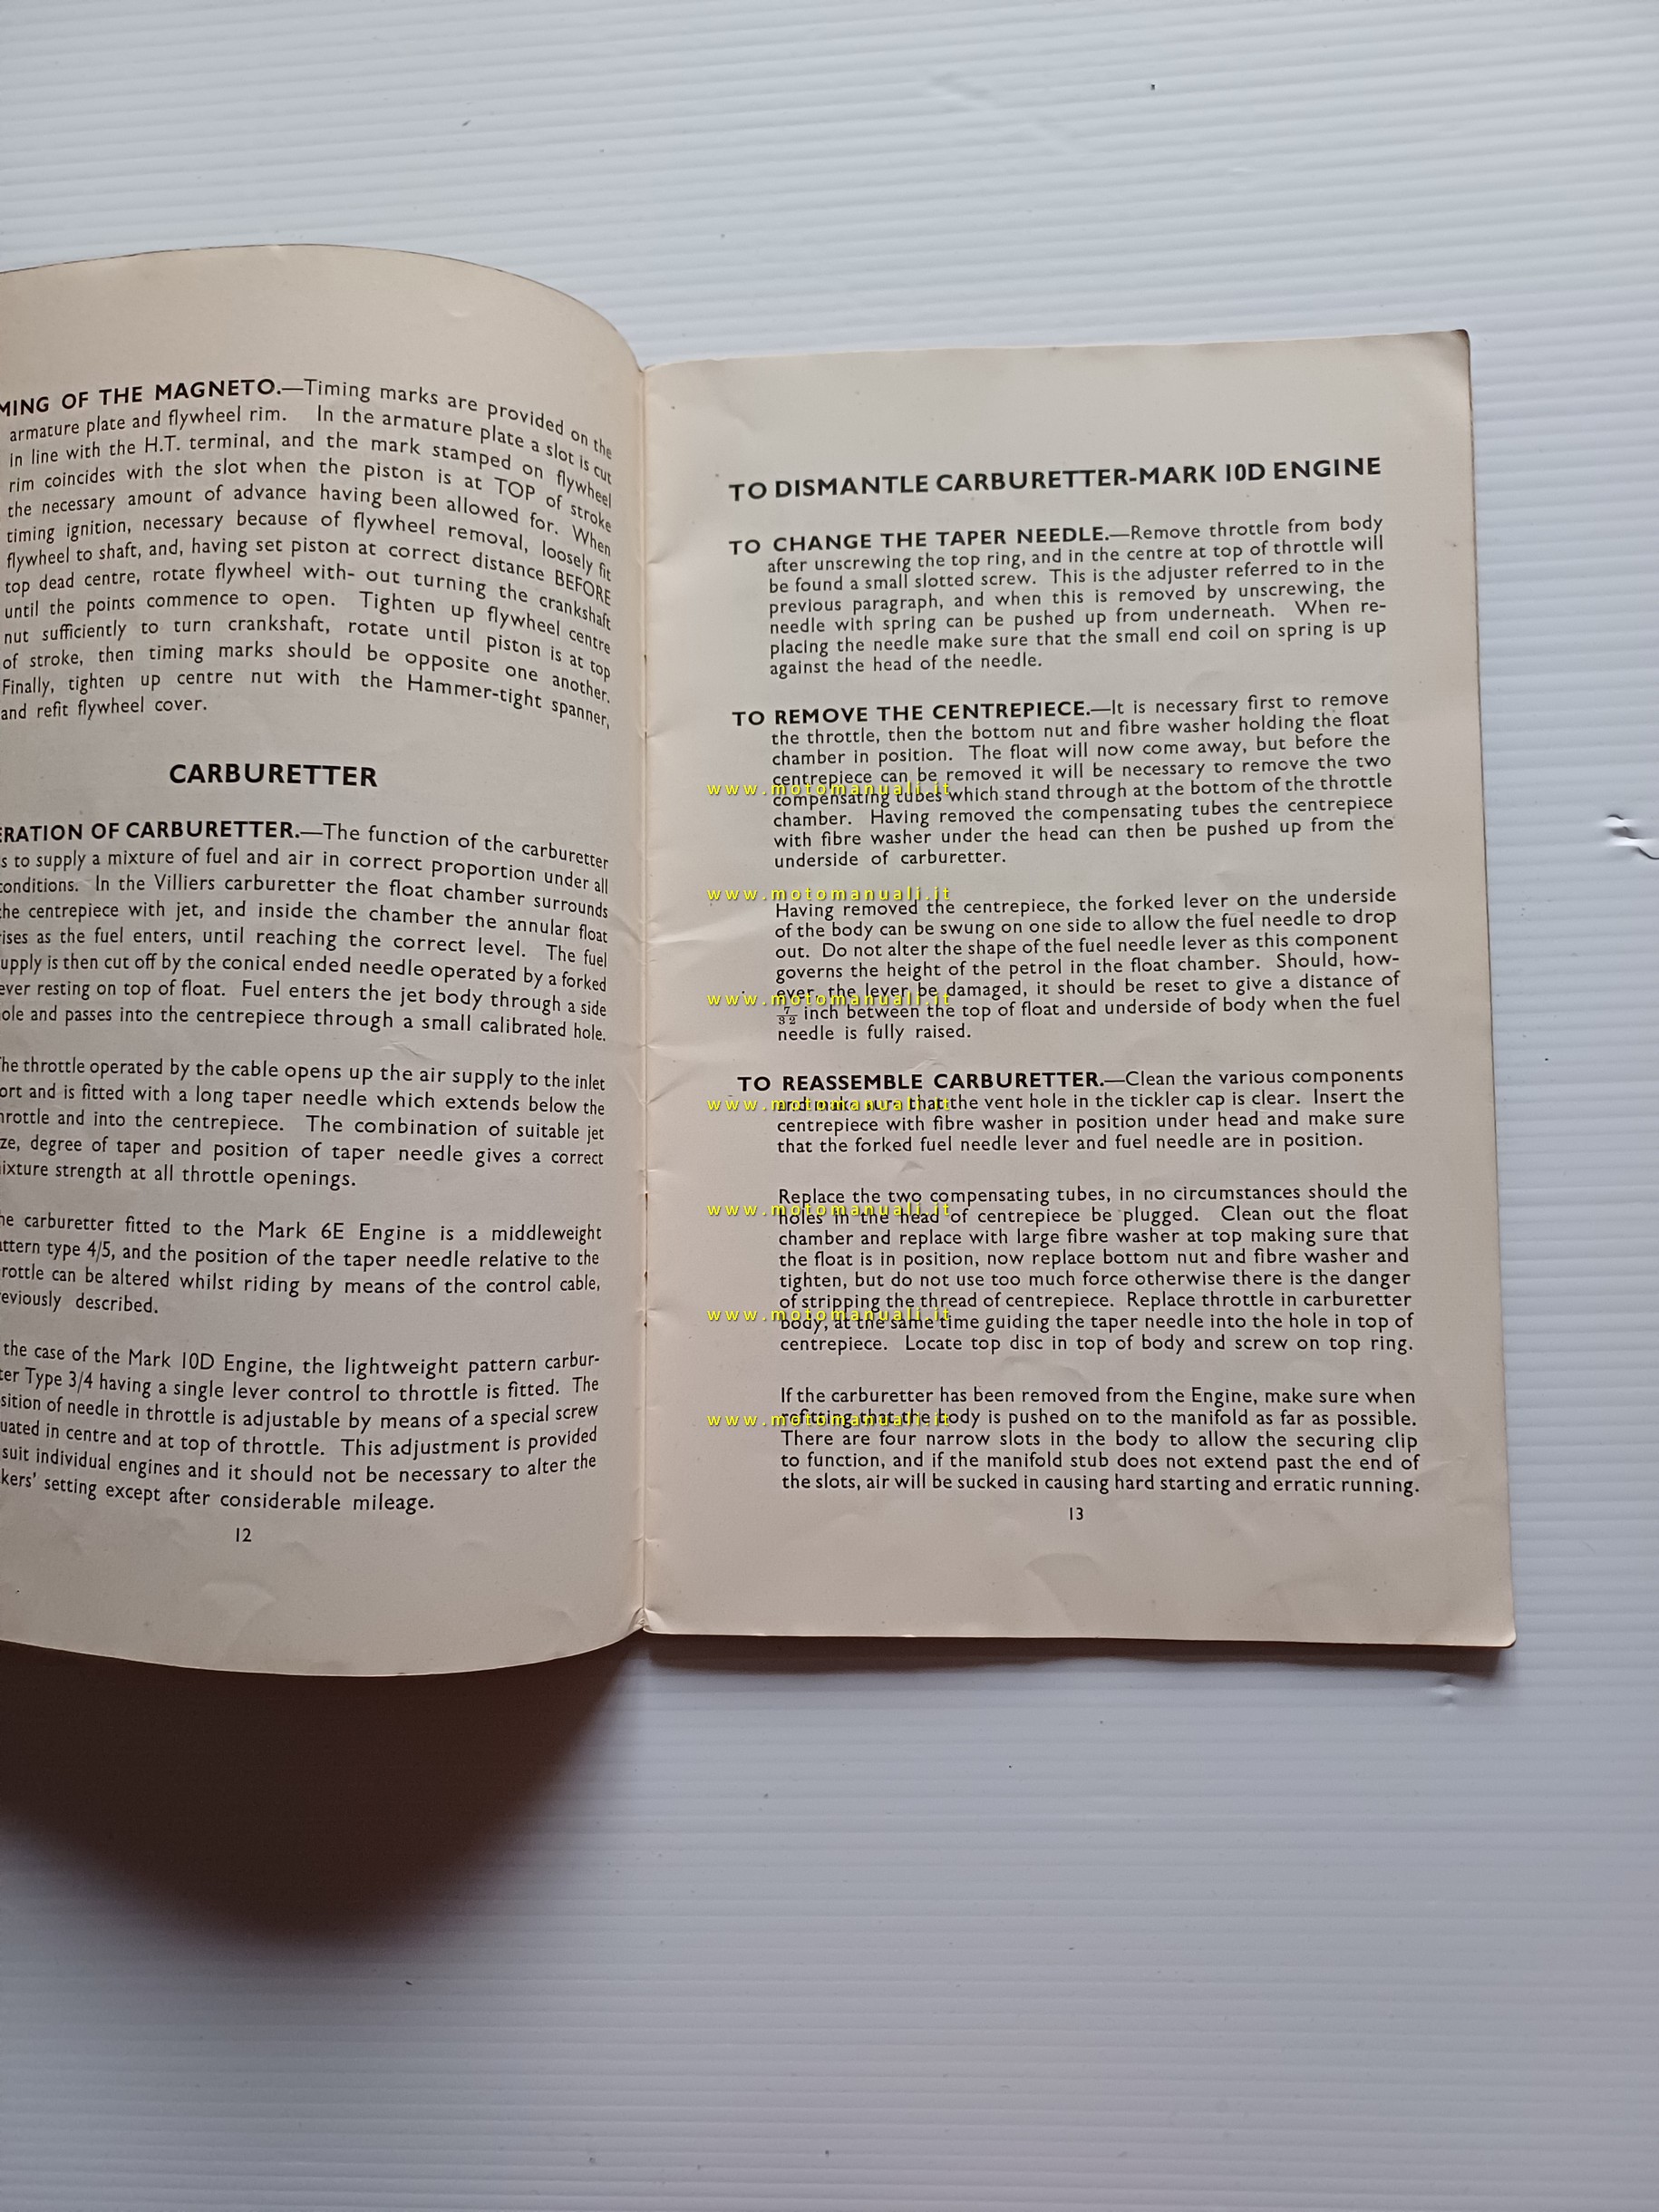 MING OF THE MAGNETO.—Timing marks are provided on the
armature plate and flywheel rim. In the armature plate a slot is cut
in line with the H.T. terminal, and the mark stamped on flywheel
rim coincides with the slot when the piston is at TOP of stroke
the necessary amount of advance having been allowed for. When
timing ignition, necessary because of flywheel removal, loosely fit
flywheel to shaft, and, having set piston at correct distance BEFORE
top dead centre, rotate flywheel with- out turning the crankshaft
until the points commence to open. Tighten up flywheel centre
nut sufficiently to turn crankshaft, rotate until piston is at top
of stroke, then timing marks should be opposite one another.
Finally, tighten up centre nut with the Hammer-tight spanner,
and refit flywheel cover.
CARBURETTER
ERATION OF CARBURETTER.—The function of the carburetter
s to supply a mixture of fuel and air in correct proportion under all
conditions. In the Villiers carburetter the float chamber surrounds
he centrepiece with jet, and inside the chamber the annular float
ises as the fuel enters, until reaching the correct level. The fuel
upply is then cut off by the conical ended needle operated by a forked
ever resting on top of float. Fuel enters the jet body through a side
ole and passes into the centrepiece through a small calibrated hole.
he throttle operated by the cable opens up the air supply to the inlet
ort and is fitted with a long taper needle which extends below the
hrottle and into the centrepiece. The combination of suitable jet
ze, degree of taper and position of taper needle gives a correct
ixture strength at all throttle openings.
he carburetter fitted to the Mark 6E Engine is a middleweight
attern type 4/5, and the position of the taper needle relative to the
rottle can be altered whilst riding by means of the control cable,
eviously described.
the case of the Mark 10D Engine, the lightweight pattern carbur-
ter Type 3/4 having a single lever control to throttle is fitted. The
sition of needle in throttle is adjustable by means of a special screw
uated in centre and at top of throttle. This adjustment is provided
suit individual engines and it should not be necessary to alter the
kers' setting except after considerable mileage.
12
TO DISMANTLE CARBURETTER-MARK 10D ENGINE
TO CHANGE THE TAPER NEEDLE.—Remove throttle from body
after unscrewing the top ring, and in the centre at top of throttle will
be found a small slotted screw. This is the adjuster referred to in the
previous paragraph, and when this is removed by unscrewing, the
needle with spring can be pushed up from underneath. When re-
placing the needle make sure that the small end coil on spring is up
against the head of the needle.
TO REMOVE THE CENTREPIECE.—It is necessary first to remove
the throttle, then the bottom nut and fibre washer holding the float
chamber in position. The float will now come away, but before the
centrepiece can be removed it will be necessary to remove the two
www.motomanuali.it
compensating tubes which stand through at the bottom of the throttle
chamber. Having removed the compensating tubes the centrepiece
with fibre washer under the head can then be pushed up from the
underside of carburetter.
www.motomanuali.it
Having removed the centrepiece, the forked lever on the underside
of the body can be swung on one side to allow the fuel needle to drop
out. Do not alter the shape of the fuel needle lever as this component
governs the height of the petrol in the float chamber. Should, how-
ever, the lever be damaged, it should be reset to give a distance of
www.motomanuali.it
7/32 inch between the top of float and underside of body when the fuel
needle is fully raised.
TO REASSEMBLE CARBURETTER.—Clean the various components
and make sure that the vent hole in the tickler cap is clear. Insert the
www.motomanuali.it
centrepiece with fibre washer in position under head and make sure
that the forked fuel needle lever and fuel needle are in position.
Replace the two compensating tubes, in no circumstances should the
www.motomanuali.it
holes in the head of centrepiece be plugged. Clean out the float
chamber and replace with large fibre washer at top making sure that
the float is in position, now replace bottom nut and fibre washer and
tighten, but do not use too much force otherwise there is the danger
of stripping the thread of centrepiece. Replace throttle in carburetter
www.motomanuali.it
body, at the same time guiding the taper needle into the hole in top of
centrepiece. Locate top disc in top of body and screw on top ring.
If the carburetter has been removed from the Engine, make sure when
refitting that the body is pushed on to the manifold as far as possible.
www.motomanuali.it
There are four narrow slots in the body to allow the securing clip
to function, and if the manifold stub does not extend past the end of
the slots, air will be sucked in causing hard starting and erratic running.
13